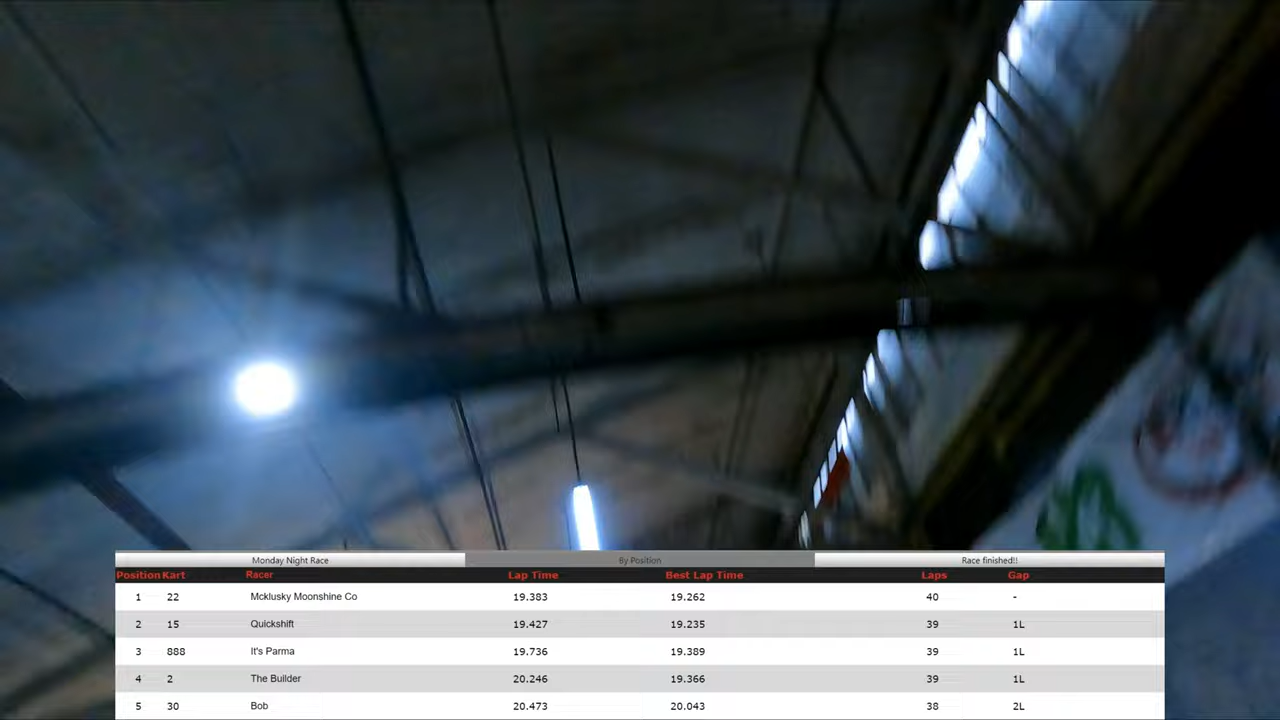 Monday Night Race By Position Race finished!!
Position Kart Racer Lap Time Best Lap Time Laps Gap
1 22 Mcklusky Moonshine Co 19.383 19.262 40 -
2 15 Quickshift 19.427 19.235 39 1L
3 888 It's Parma 19.736 19.389 39 1L
4 2 The Builder 20.246 19.366 39 1L
5 30 Bob 20.473 20.043 38 2L